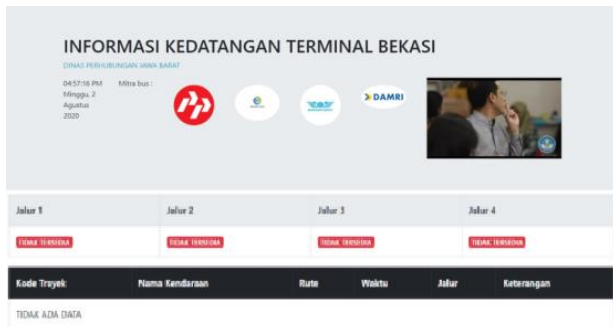 INFORMASI KEDATANGAN TERMINAL BEKASI
DINAS PERHUBUNGAN JAWA BARAT
04:57:16 PM Mitra bus :
Minggu, 2
Agustus
2020
DAMRI
Jalur 1 Jalur 2 Jalur 3 Jalur 4
TIDAK TERSEDIA TIDAK TERSEDIA TIDAK TERSEDIA TIDAK TERSEDIA
Kode Trayek Nama Kendaraan Rute Waktu Jalur Keterangan
TIDAK ADA DATA